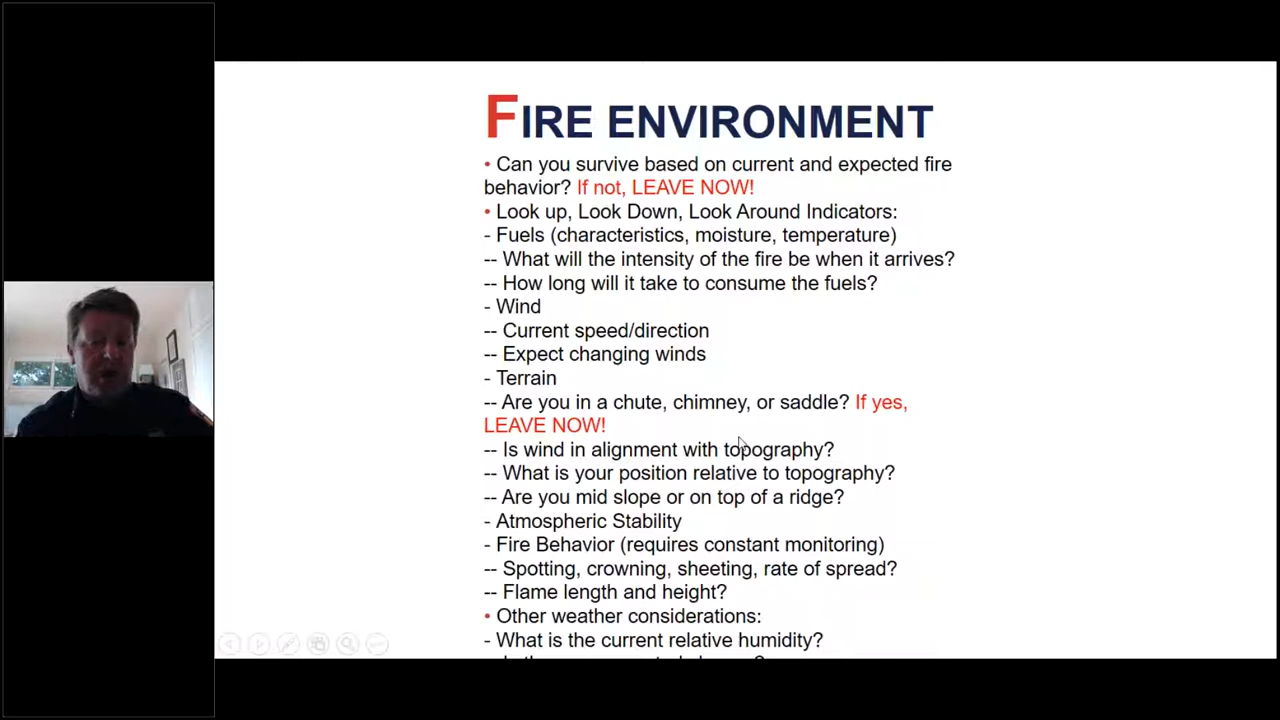 FIRE ENVIRONMENT
• Can you survive based on current and expected fire
behavior? If not, LEAVE NOW!
• Look up, Look Down, Look Around Indicators:
- Fuels (characteristics, moisture, temperature)
-- What will the intensity of the fire be when it arrives?
-- How long will it take to consume the fuels?
- Wind
-- Current speed/direction
-- Expect changing winds
- Terrain
-- Are you in a chute, chimney, or saddle? If yes,
LEAVE NOW!
-- Is wind in alignment with topography?
-- What is your position relative to topography?
-- Are you mid slope or on top of a ridge?
- Atmospheric Stability
- Fire Behavior (requires constant monitoring)
-- Spotting, crowning, sheeting, rate of spread?
-- Flame length and height?
• Other weather considerations:
- What is the current relative humidity?